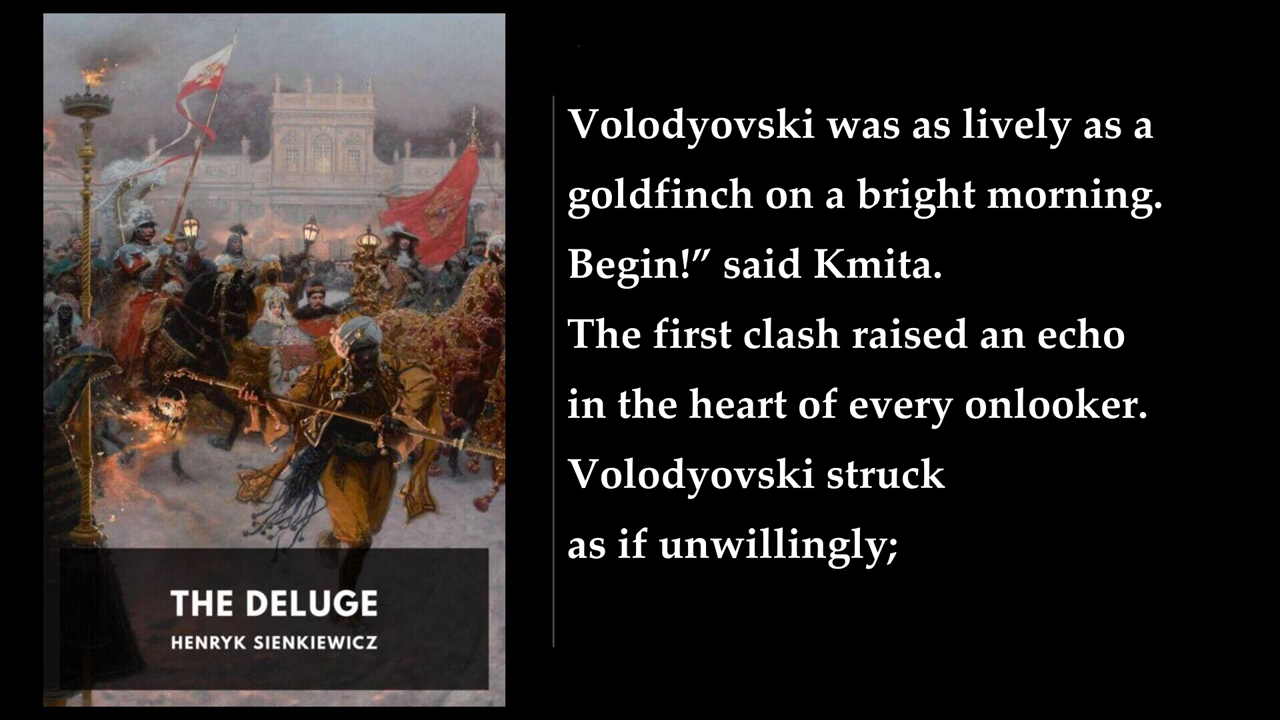 THE DELUGE
HENRYK SIENKIEWICZ
Volodyovski was as lively as a
goldfinch on a bright morning.
Begin!” said Kmita.
The first clash raised an echo
in the heart of every onlooker.
Volodyovski struck
as if unwillingly;